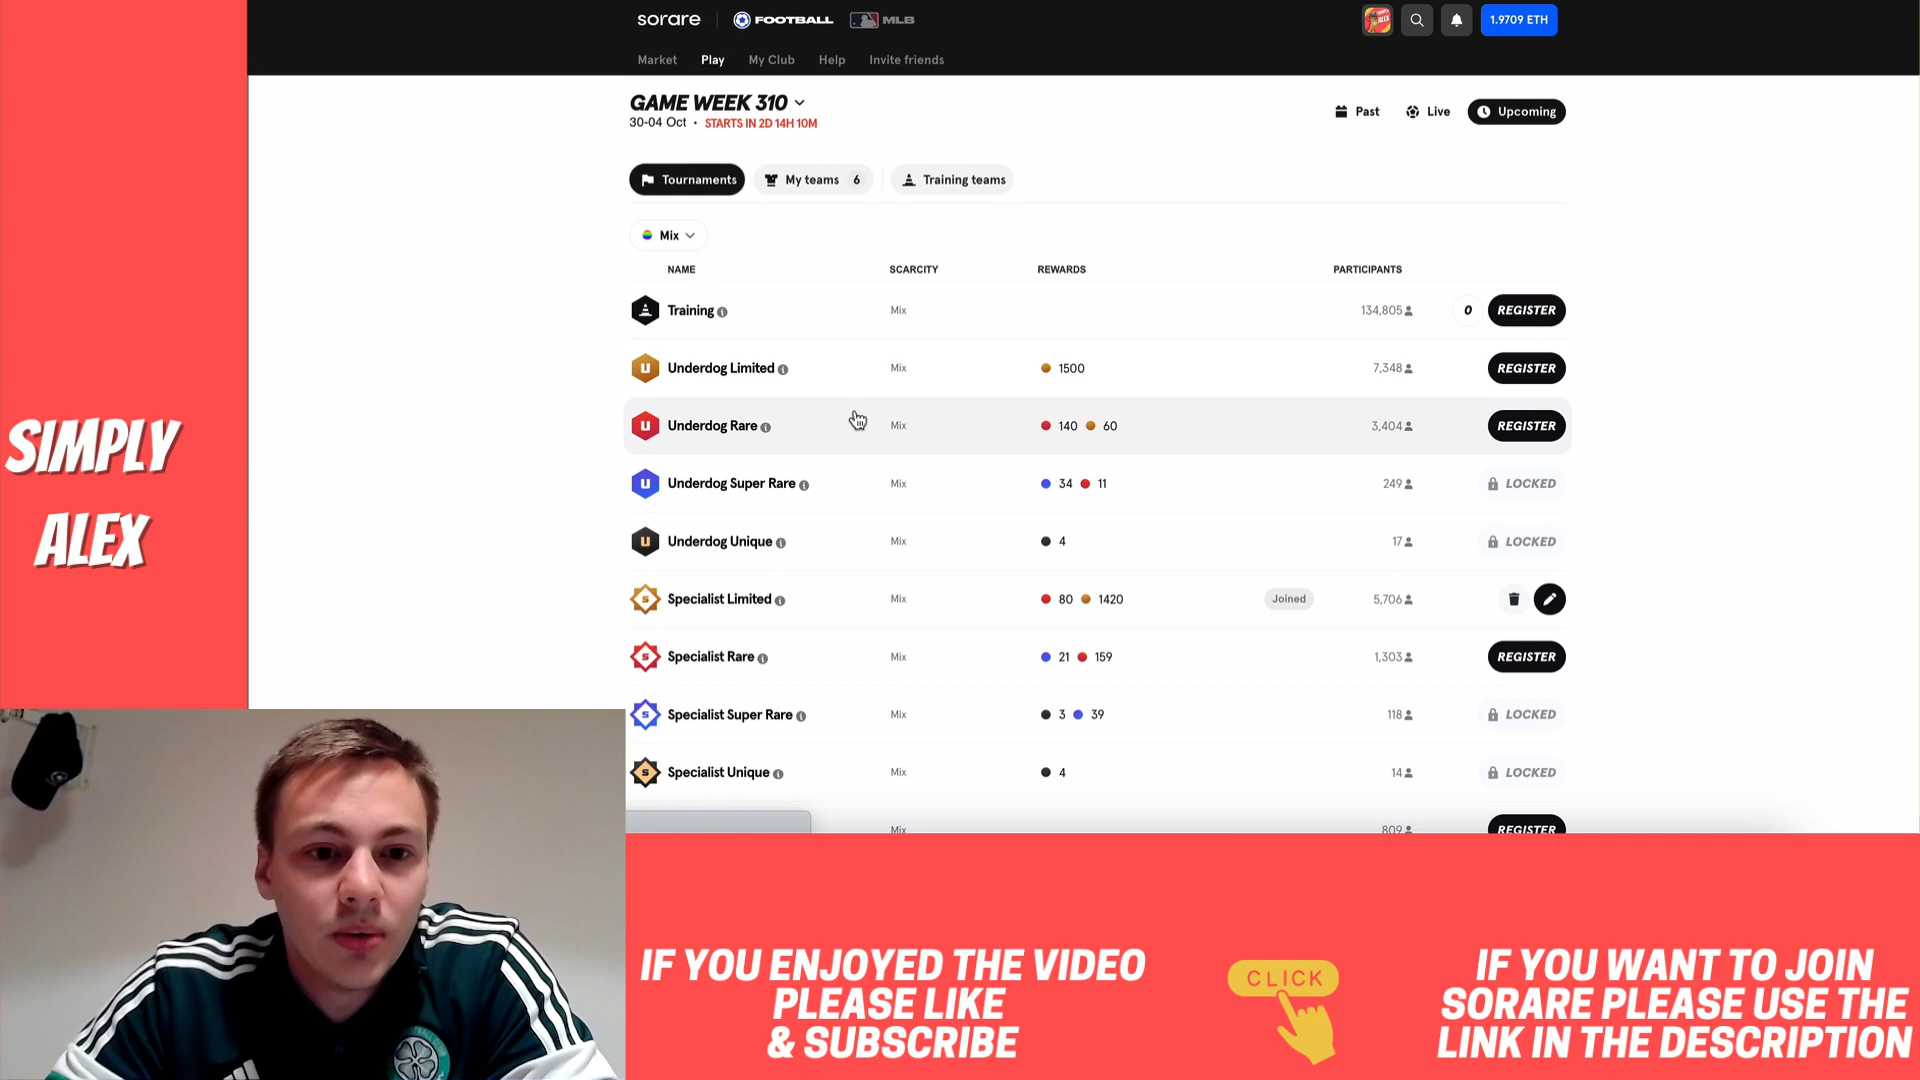 sorare FOOTBALL MLB 1.9709 ETH
Market Play My Club Help Invite friends
GAME WEEK 310
30-04 Oct • STARTS IN 2D 14H 10M
Past Live Upcoming
Tournaments My teams 6 Training teams
Mix
NAME SCARCITY REWARDS PARTICIPANTS
Training Mix 134,805 0 REGISTER
U Underdog Limited Mix 1500 7,348 REGISTER
U Underdog Rare Mix 140 60 3,404 REGISTER
U Underdog Super Rare Mix 34 11 249 LOCKED
U Underdog Unique Mix 4 17 LOCKED
S Specialist Limited Mix 80 1420 Joined 5,706
S Specialist Rare Mix 21 159 1,303 REGISTER
S Specialist Super Rare Mix 3 39 118 LOCKED
S Specialist Unique Mix 4 14 LOCKED
Mix 809 REGISTER
SIMPLY
ALEX
IF YOU ENJOYED THE VIDEO
PLEASE LIKE
& SUBSCRIBE
CLICK
IF YOU WANT TO JOIN
SORARE PLEASE USE THE
LINK IN THE DESCRIPTION